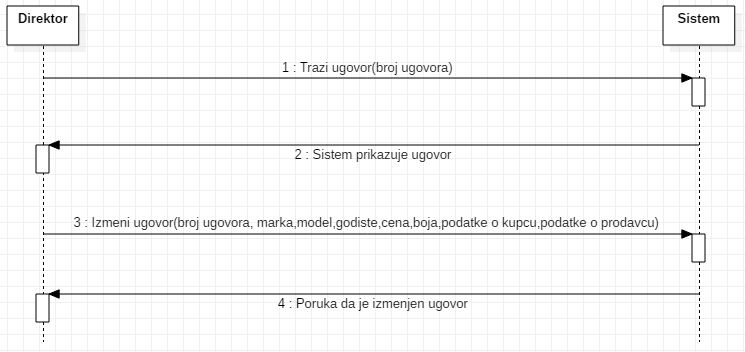 Direktor
Sistem
1 : Trazi ugovor(broj ugovora)
2 : Sistem prikazuje ugovor
3 : Izmeni ugovor(broj ugovora, marka,model,godiste,cena,boja,podatke o kupcu,podatke o prodavcu)
4 : Poruka da je izmenjen ugovor